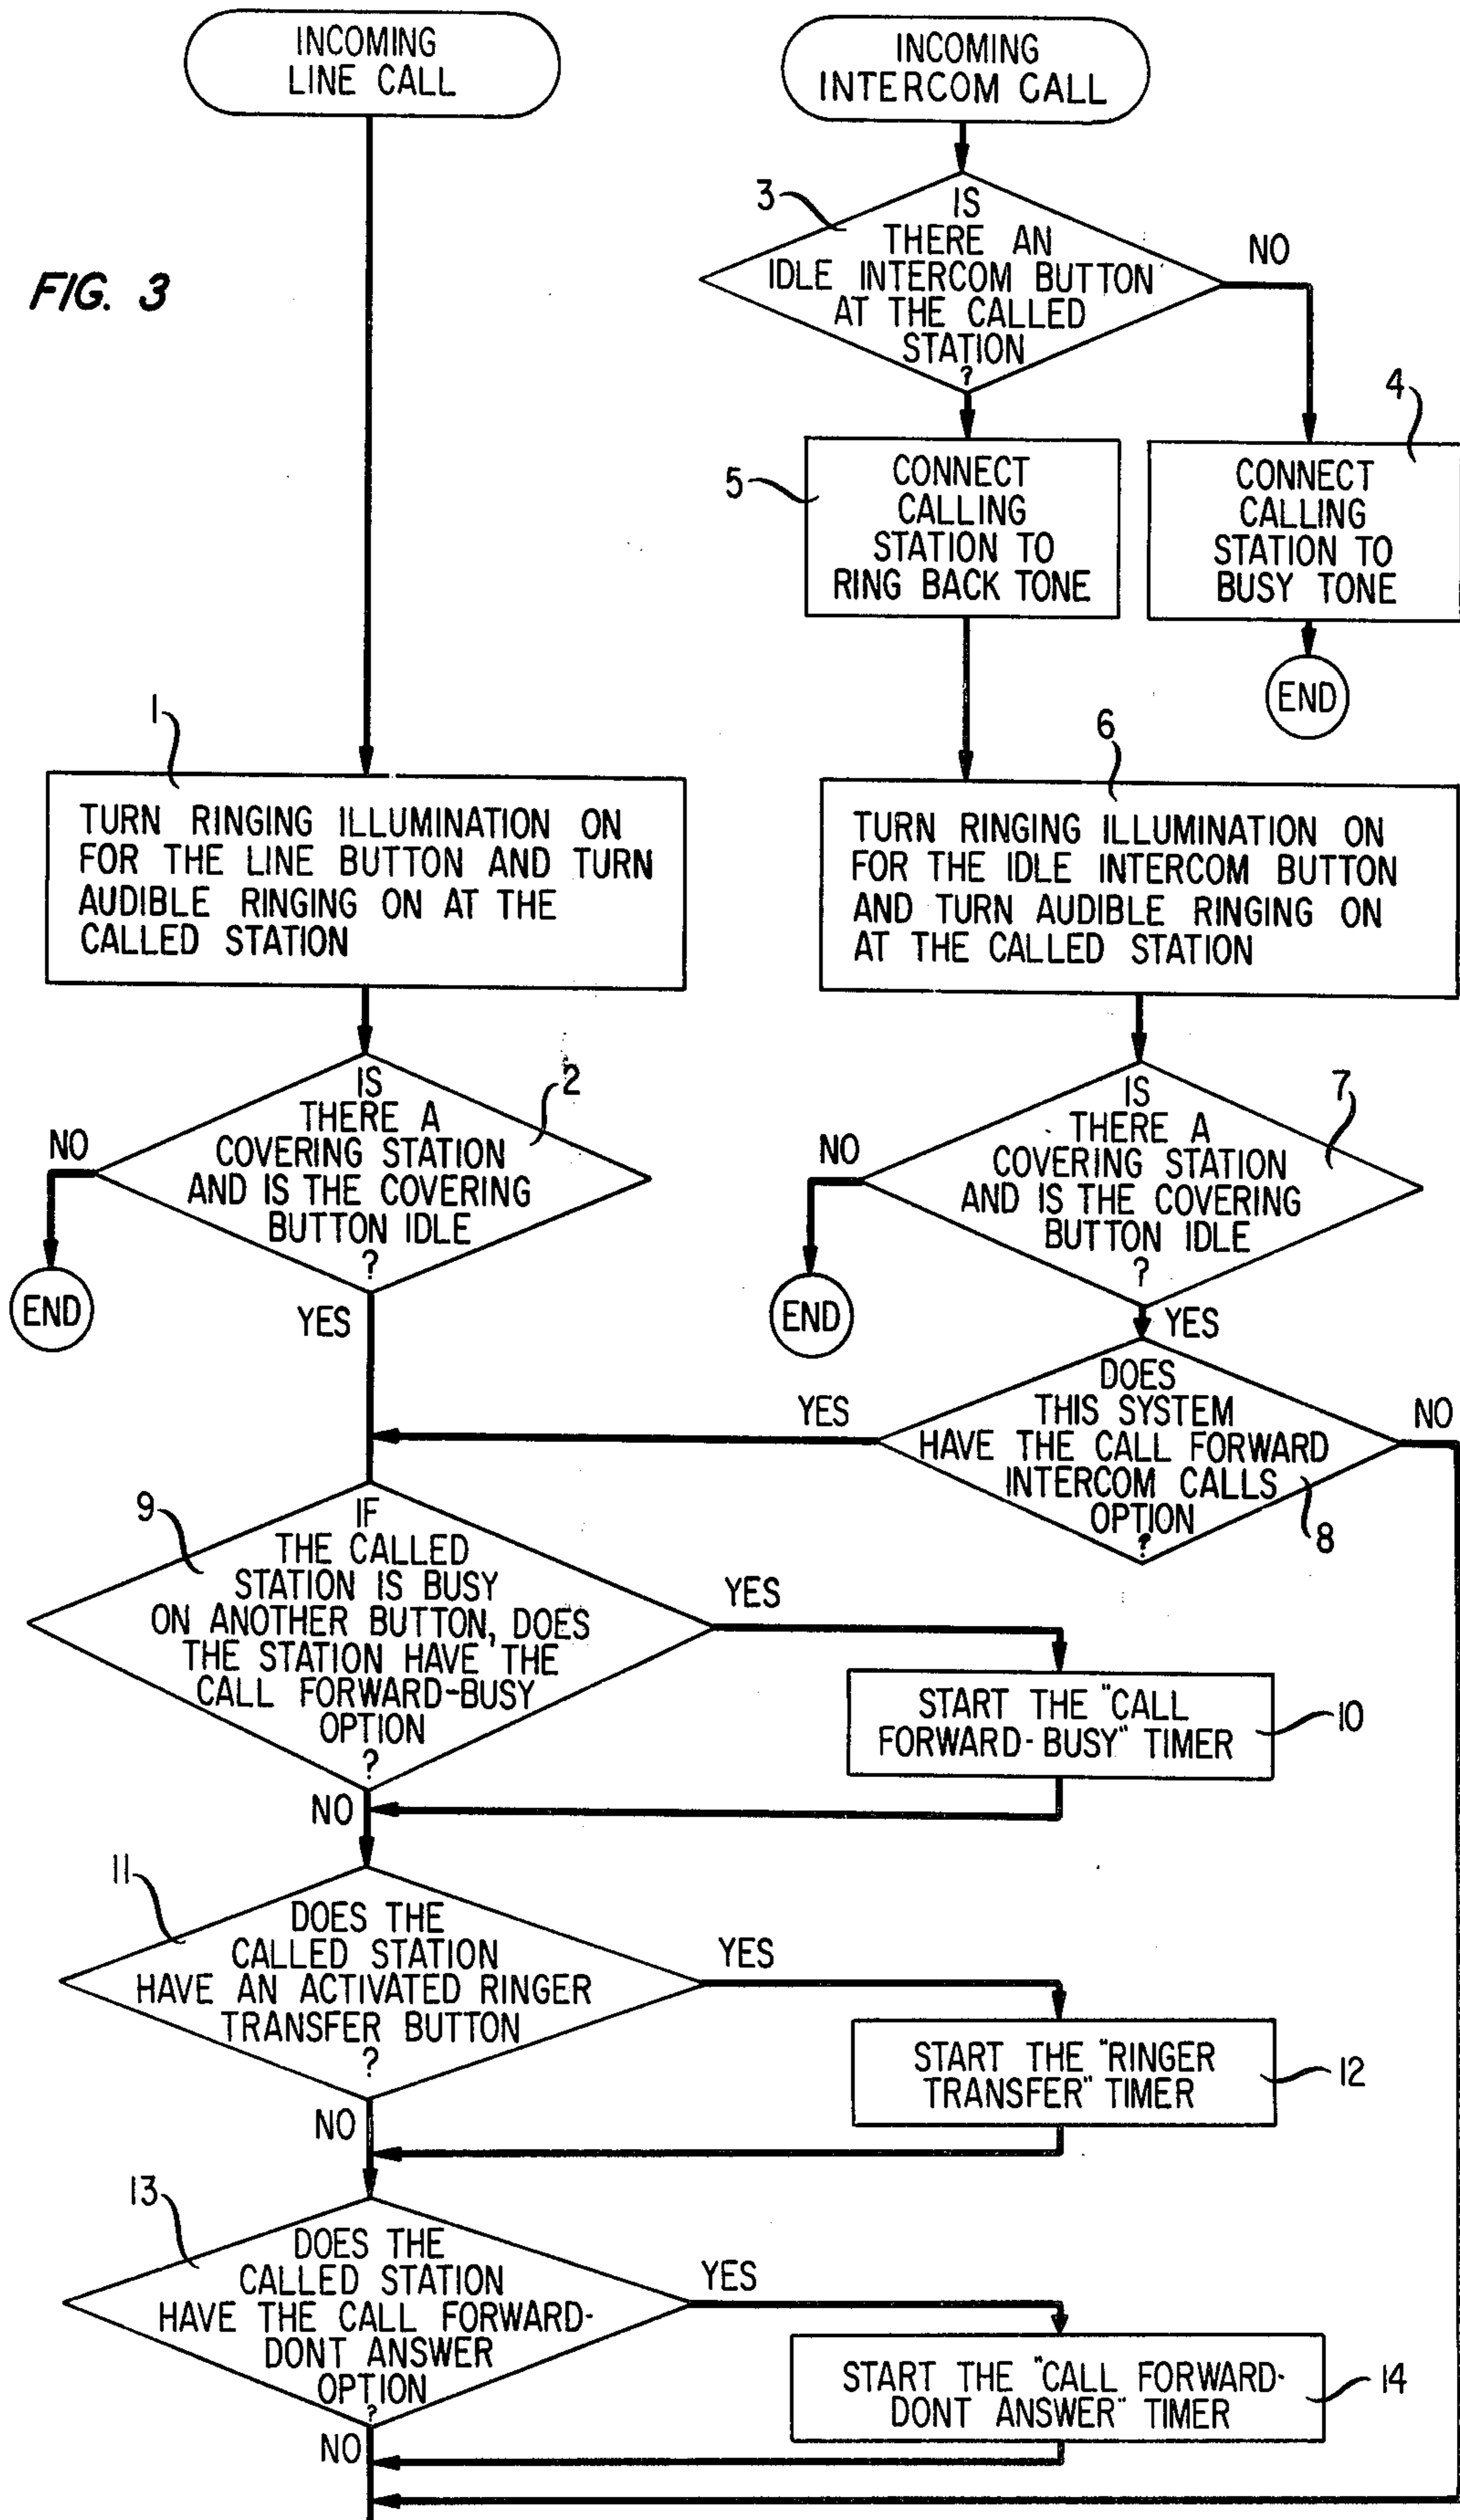 INCOMING
LINE CALL
INCOMING
INTERCOM CALL
FIG. 3
3
IS
THERE AN
IDLE INTERCOM BUTTON
AT THE CALLED
STATION
?
NO
5
CONNECT
CALLING
STATION TO
RING BACK TONE
4
CONNECT
CALLING
STATION TO
BUSY TONE
END
1
TURN RINGING ILLUMINATION ON
FOR THE LINE BUTTON AND TURN
AUDIBLE RINGING ON AT THE
CALLED STATION
6
TURN RINGING ILLUMINATION ON
FOR THE IDLE INTERCOM BUTTON
AND TURN AUDIBLE RINGING ON
AT THE CALLED STATION
2
IS
THERE A
COVERING STATION
AND IS THE COVERING
BUTTON IDLE
?
NO
END
YES
7
IS
THERE A
COVERING STATION
AND IS THE COVERING
BUTTON IDLE
?
NO
END
YES
DOES
THIS SYSTEM
HAVE THE CALL FORWARD
INTERCOM CALLS
OPTION
?
8
YES
NO
9
IF
THE CALLED
STATION IS BUSY
ON ANOTHER BUTTON, DOES
THE STATION HAVE THE
CALL FORWARD-BUSY
OPTION
?
YES
START THE "CALL
FORWARD-BUSY" TIMER
10
NO
11
DOES THE
CALLED STATION
HAVE AN ACTIVATED RINGER
TRANSFER BUTTON
?
YES
START THE "RINGER
TRANSFER" TIMER
12
NO
13
DOES THE
CALLED STATION
HAVE THE CALL FORWARD-
DONT ANSWER
OPTION
?
YES
START THE "CALL FORWARD-
DONT ANSWER" TIMER
14
NO